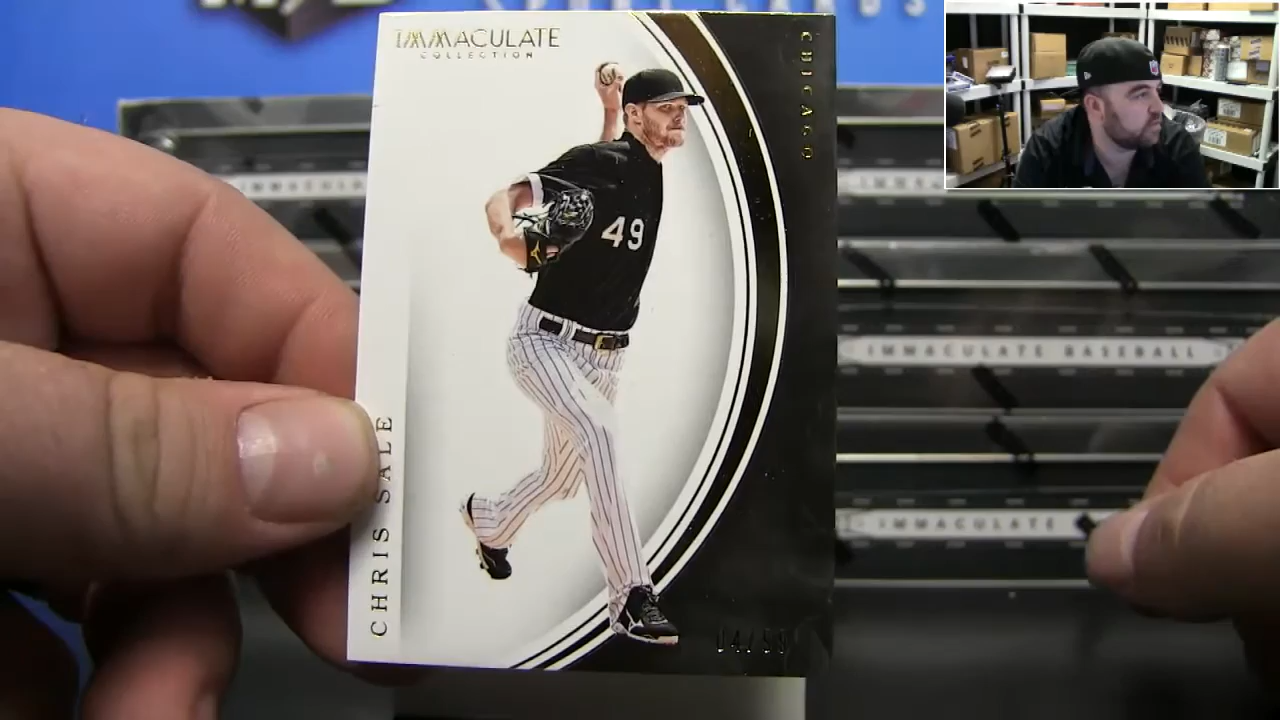 IMMACULATE
COLLECTION
CHICAGO
49
CHRIS SALE
IMMACULATE BASEBALL
IMMACULATE